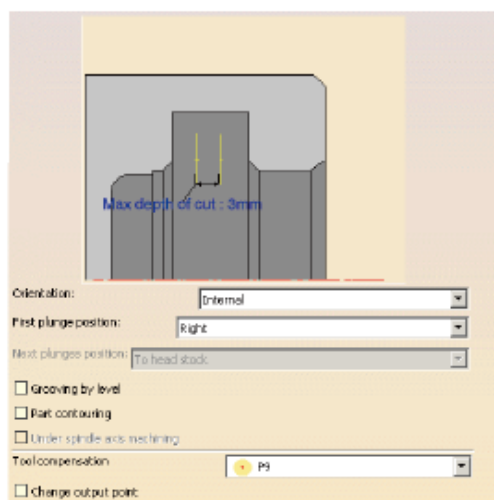 Max depth of cut : 3mm
Orientation: Internal
First plunge position: Right
Next plunges position: To head stock
Grooving by level
Part contouring
Under spindle axis machining
Tool compensation P9
Change output point